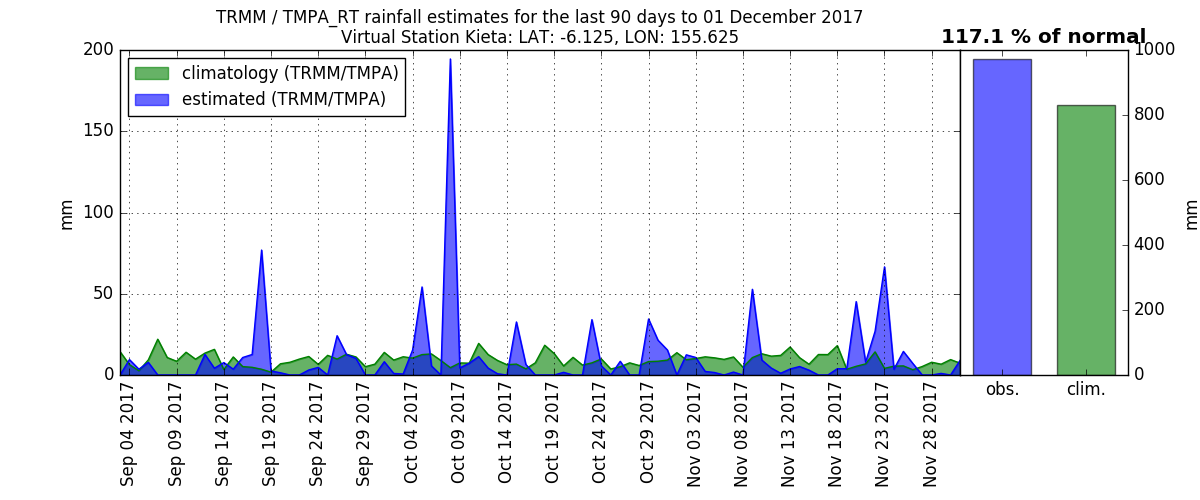 TRMM / TMPA_RT rainfall estimates for the last 90 days to 01 December 2017
Virtual Station Kieta: LAT: -6.125, LON: 155.625
117.1 % of normal
climatology (TRMM/TMPA)
estimated (TRMM/TMPA)
200
150
100
50
0
mm
Sep 04 2017
Sep 09 2017
Sep 14 2017
Sep 19 2017
Sep 24 2017
Sep 29 2017
Oct 04 2017
Oct 09 2017
Oct 14 2017
Oct 19 2017
Oct 24 2017
Oct 29 2017
Nov 03 2017
Nov 08 2017
Nov 13 2017
Nov 18 2017
Nov 23 2017
Nov 28 2017
obs.
clim.
1000
800
600
400
200
0
mm